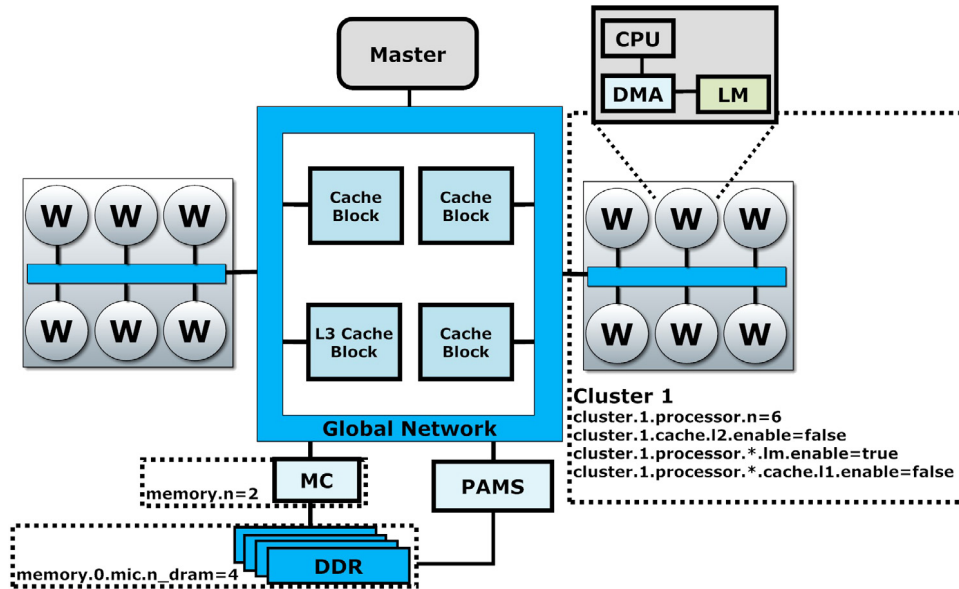 CPU
Master
DMA
LM
Cache
Block
Cache
Block
W W W
W W W
W W W
W W W
L3 Cache
Block
Cache
Block
Global Network
Cluster 1
cluster.1.processor.n=6
cluster.1.cache.l2.enable=false
cluster.1.processor.*.lm.enable=true
cluster.1.processor.*.cache.l1.enable=false
MC
PAMS
memory.n=2
DDR
memory.0.mic.n_dram=4